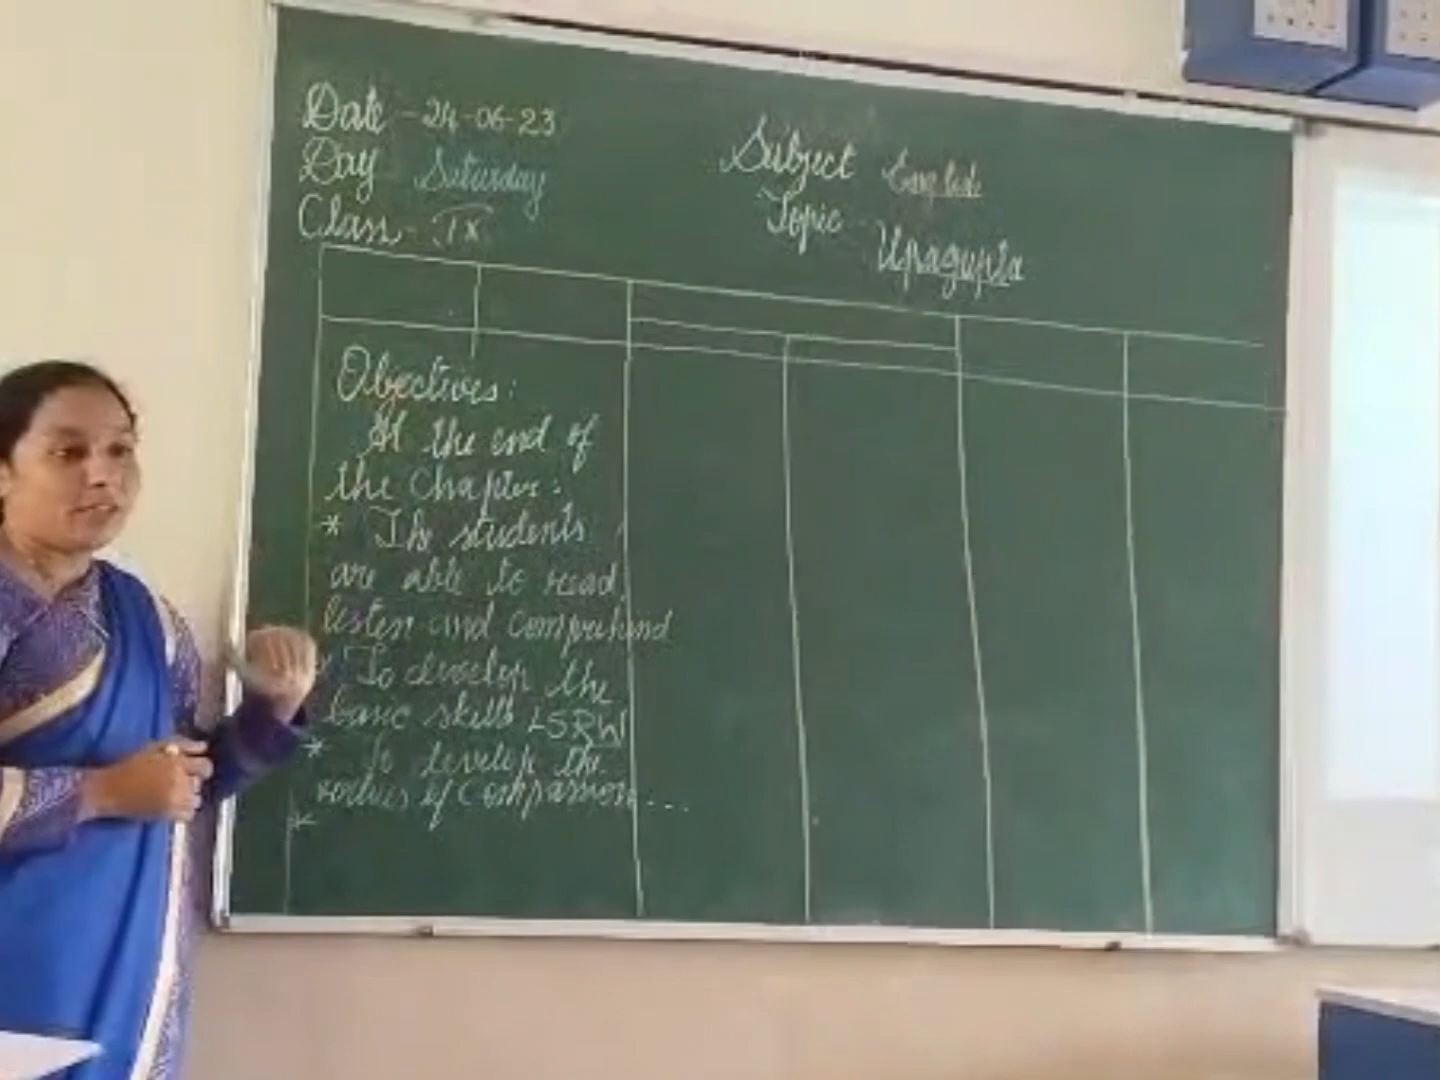 Date - 24-06-23
Day Saturday
Class - IX
Subject English
Topic Upagupta
Objectives:
At the end of
the Chapter:
* The students
are able to read,
listen and comprehend
* To develop the
basic skills LSRW
* To develop the
values of Compassion...
*